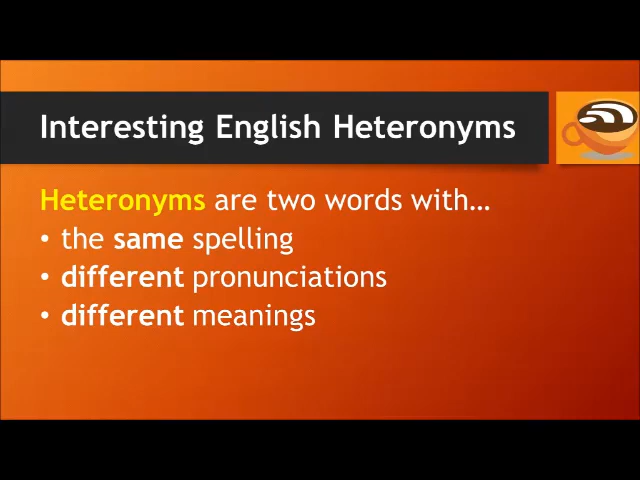 Interesting English Heteronyms
Heteronyms are two words with...
• the same spelling
• different pronunciations
• different meanings